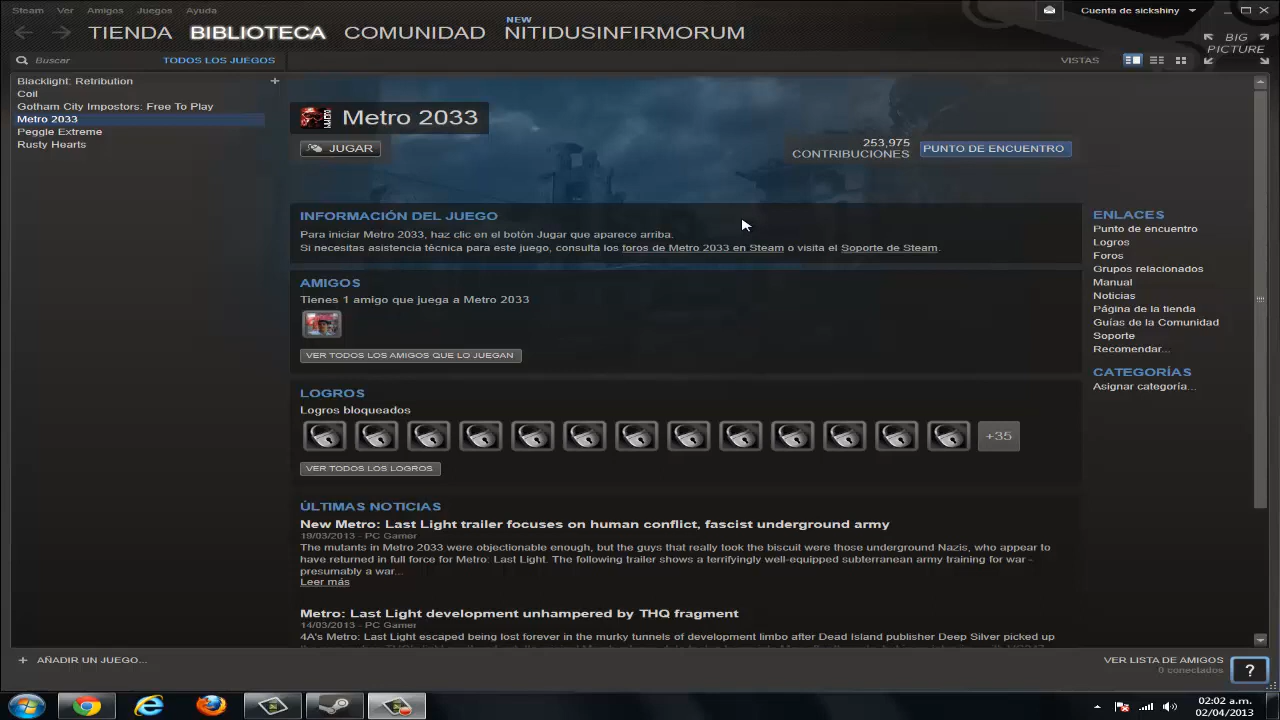 Steam Ver Amigos Juegos Ayuda
Cuenta de sickshiny
NEW
TIENDA BIBLIOTECA COMUNIDAD NITIDUSINFIRMORUM
BIG
PICTURE
Buscar TODOS LOS JUEGOS
VISTAS
Blacklight: Retribution
Coil
Gotham City Impostors: Free To Play
Metro 2033
Peggle Extreme
Rusty Hearts
Metro 2033
JUGAR
253,975
CONTRIBUCIONES
PUNTO DE ENCUENTRO
INFORMACIÓN DEL JUEGO
Para iniciar Metro 2033, haz clic en el botón Jugar que aparece arriba.
Si necesitas asistencia técnica para este juego, consulta los foros de Metro 2033 en Steam o visita el Soporte de Steam.
AMIGOS
Tienes 1 amigo que juega a Metro 2033
VER TODOS LOS AMIGOS QUE LO JUEGAN
LOGROS
Logros bloqueados
+35
VER TODOS LOS LOGROS
ÚLTIMAS NOTICIAS
New Metro: Last Light trailer focuses on human conflict, fascist underground army
19/03/2013 - PC Gamer
The mutants in Metro 2033 were objectionable enough, but the guys that really took the biscuit were those underground Nazis, who appear to
have returned in full force for Metro: Last Light. The following trailer shows a terrifyingly well-equipped subterranean army training for war -
presumably a war...
Leer más
Metro: Last Light development unhampered by THQ fragment
14/03/2013 - PC Gamer
4A's Metro: Last Light escaped being lost forever in the murky tunnels of development limbo after Dead Island publisher Deep Silver picked up
ENLACES
Punto de encuentro
Logros
Foros
Grupos relacionados
Manual
Noticias
Página de la tienda
Guías de la Comunidad
Soporte
Recomendar...
CATEGORÍAS
Asignar categoría...
+ AÑADIR UN JUEGO...
VER LISTA DE AMIGOS
0 conectados
?
02:02 a.m.
02/04/2013